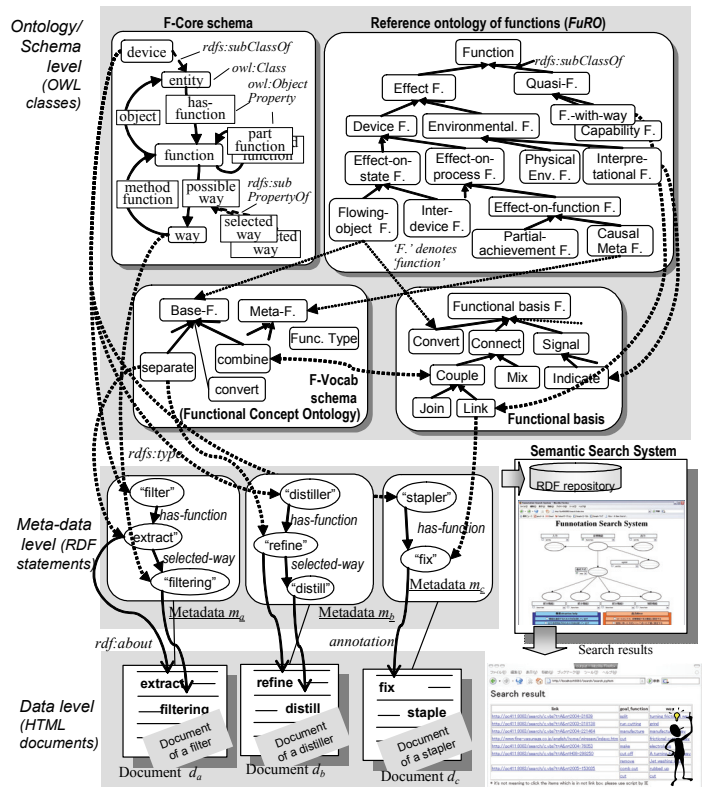 Ontology/
Schema
level
(OWL
classes)
F-Core schema
device
rdfs:subClassOf
entity
owl:Class
owl:Object
Property
has-
function
object
part
function
function
method
function
possible
way
rdfs:sub
PropertyOf
selected
way
way
way
Reference ontology of functions (FuRO)
Function
rdfs:subClassOf
Effect F.
Quasi-F.
F.-with-way
Capability F.
Device F.
Environmental. F.
Effect-on-
state F.
Effect-on-
process F.
Physical
Env. F.
Interpre-
tational F.
Flowing-
object F.
Inter-
device F.
Effect-on-function F.
'F.' denotes
'function'
Partial-
achievement F.
Causal
Meta F.
Base-F.
Meta-F.
Func. Type
separate
combine
convert
F-Vocab
schema
(Functional Concept Ontology)
Functional basis F.
Convert
Connect
Signal
Couple
Mix
Indicate
Join
Link
Functional basis
rdfs:type
Meta-data
level (RDF
statements)
"filter"
has-function
"extract"
selected-way
"filtering"
Metadata ma
"distiller"
has-function
"refine"
selected-way
"distill"
Metadata mb
"stapler"
has-function
"fix"
Metadata mc
Semantic Search System
RDF repository
Funnotation Search System
Search results
rdf:about
annotation
Data level
(HTML
documents)
extract
filtering
Document
of a filter
Document da
refine
distill
Document
of a distiller
Document db
fix
staple
Document
of a stapler
Document dc
Search result
link
goal_function
way